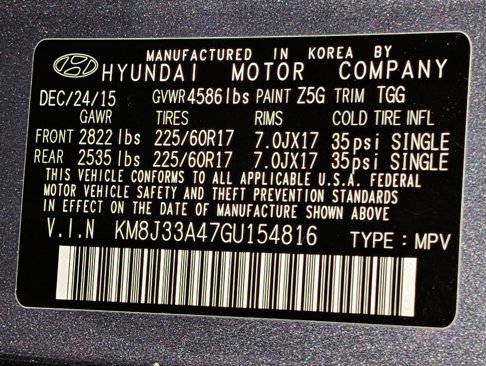 MANUFACTURED IN KOREA BY
HYUNDAI MOTOR COMPANY
DEC/24/15 GVWR 4586 lbs PAINT Z5G TRIM TGG
GAWR TIRES RIMS COLD TIRE INFL
FRONT 2822 lbs 225/60R17 7.0JX17 35psi SINGLE
REAR 2535 lbs 225/60R17 7.0JX17 35psi SINGLE
THIS VEHICLE CONFORMS TO ALL APPLICABLE U.S.A. FEDERAL
MOTOR VEHICLE SAFETY AND THEFT PREVENTION STANDARDS
IN EFFECT ON THE DATE OF MANUFACTURE SHOWN ABOVE
V.I.N KM8J33A47GU154816 TYPE : MPV